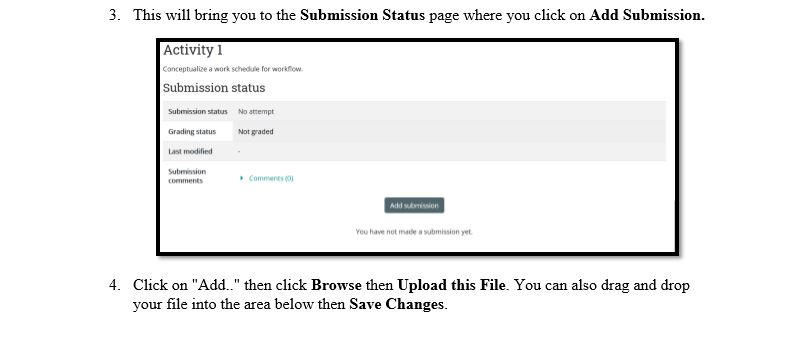 3. This will bring you to the Submission Status page where you click on Add Submission.
Activity 1
Conceptualize a work schedule for workflow.
Submission status
Submission status No attempt
Grading status Not graded
Last modified -
Submission
comments
Comments (0)
Add submission
You have not made a submission yet.
4. Click on "Add.." then click Browse then Upload this File. You can also drag and drop
your file into the area below then Save Changes.